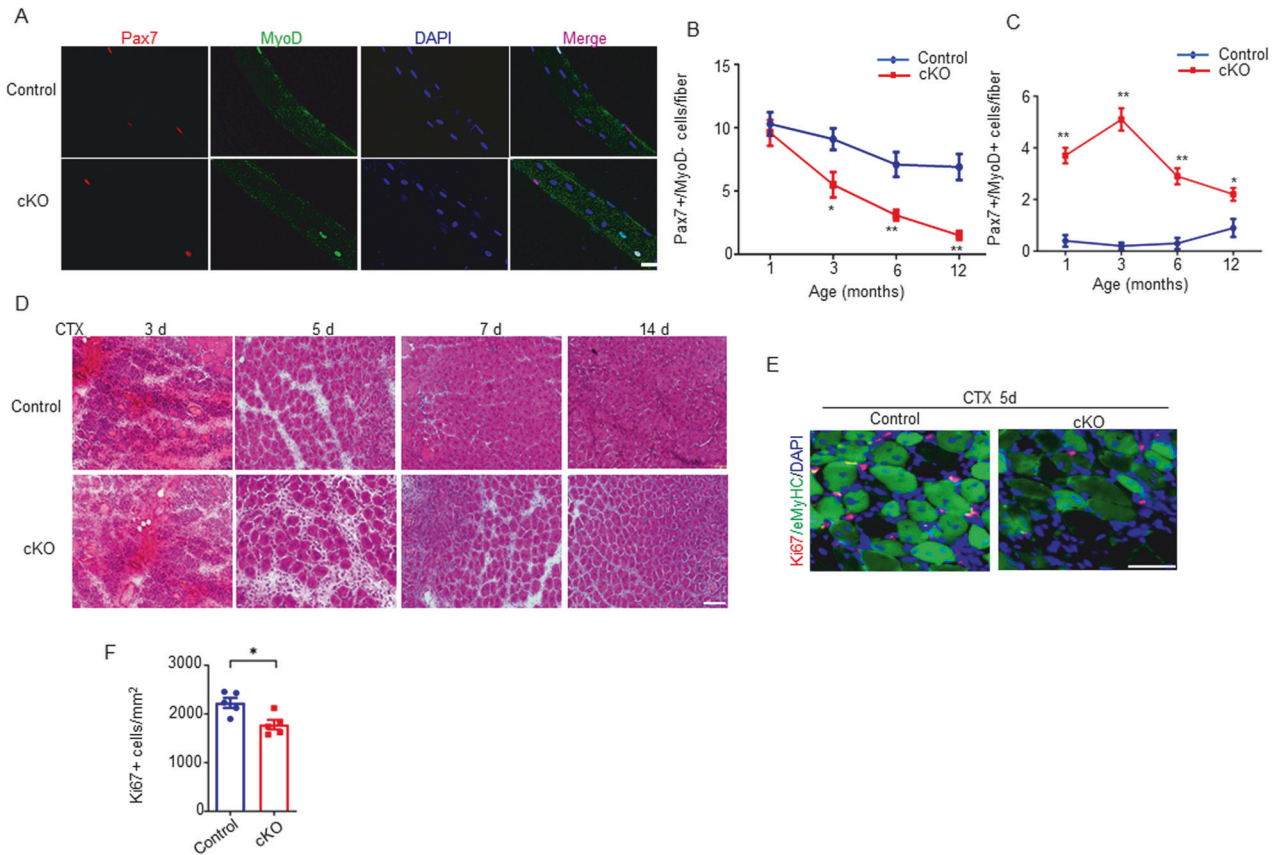 A
Pax7 MyoD DAPI Merge
Control
cKO
B
Control
cKO
Pax7+/MyoD- cells/fiber
15
10
5
0
1 3 6 12
* ** **
Age (months)
C
Control
cKO
Pax7+/MyoD+ cells/fiber
6
4
2
0
** ** ** *
1 3 6 12
Age (months)
D
CTX 3 d 5 d 7 d 14 d
Control
cKO
E
CTX 5d
Control cKO
Ki67/eMyHC/DAPI
F
Ki67+ cells/mm²
3000
2000
1000
0
*
Control cKO